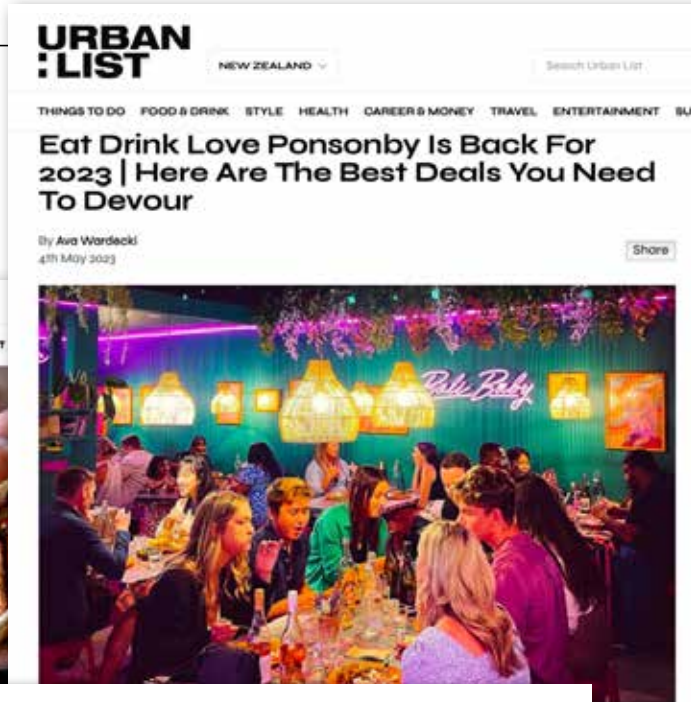 URBAN
:LIST
NEW ZEALAND
Search Urban List
THINGS TO DO FOOD & DRINK STYLE HEALTH CAREER & MONEY TRAVEL ENTERTAINMENT
Eat Drink Love Ponsonby Is Back For
2023 | Here Are The Best Deals You Need
To Devour
By Ava Wardecki
4th May 2023
Share
Bali Baby